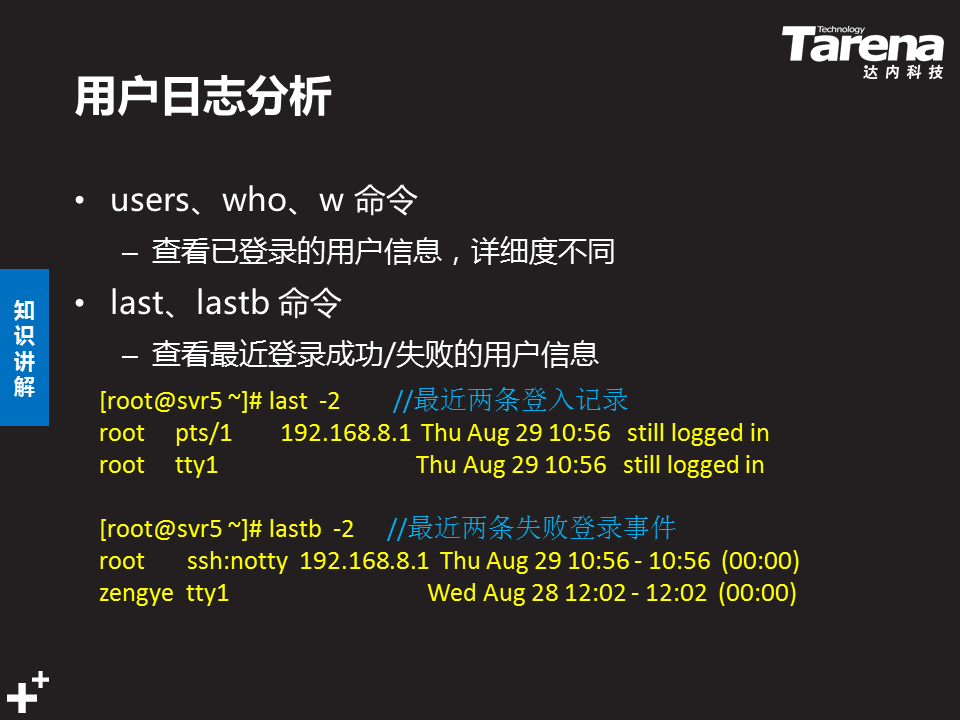 Technology
Tarena
达内科技
用户日志分析
• users、who、w 命令
– 查看已登录的用户信息，详细度不同
• last、lastb 命令
– 查看最近登录成功/失败的用户信息
知识讲解
[root@svr5 ~]# last -2 //最近两条登入记录
root pts/1 192.168.8.1 Thu Aug 29 10:56 still logged in
root tty1 Thu Aug 29 10:56 still logged in
[root@svr5 ~]# lastb -2 //最近两条失败登录事件
root ssh:notty 192.168.8.1 Thu Aug 29 10:56 - 10:56 (00:00)
zengye tty1 Wed Aug 28 12:02 - 12:02 (00:00)